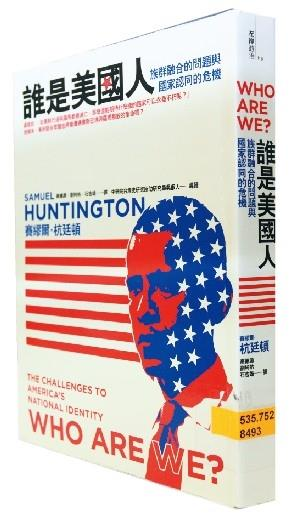 誰是美國人
族群融合的問題與
國家認同的危機
SAMUEL
HUNTINGTON
賽繆爾·杭廷頓
THE CHALLENGES TO
AMERICA'S
NATIONAL IDENTITY
WHO ARE WE?
WHO
ARE
WE?
族群融合的問題與
國家認同的危機
誰是美國人
賽繆爾
杭廷頓
535.752
8493